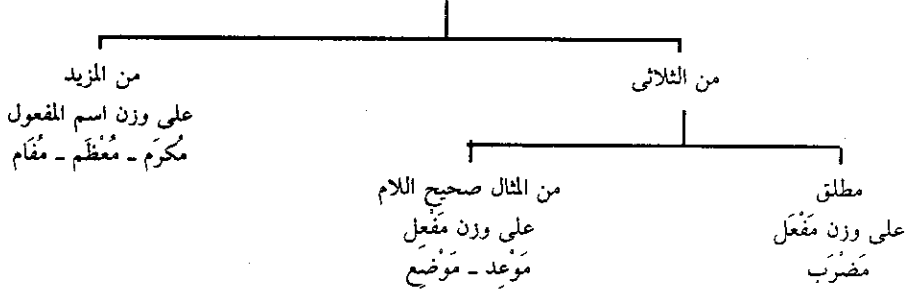 من الثلاثى
من المزيد
على وزن اسم المفعول
مُكرَم ـ مُعْظَم ـ مُقَام
مطلق
على وزن مَفْعَل
مَضْرَب
من المثال صحيح اللام
على وزن مَفْعِل
مَوْعِد ـ مَوْضِع